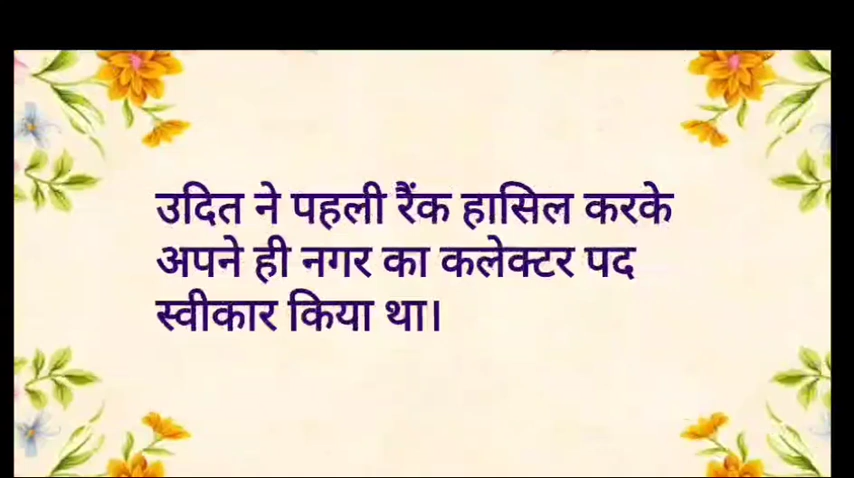 उदित ने पहली रैंक हासिल करके
अपने ही नगर का कलेक्टर पद
स्वीकार किया था।